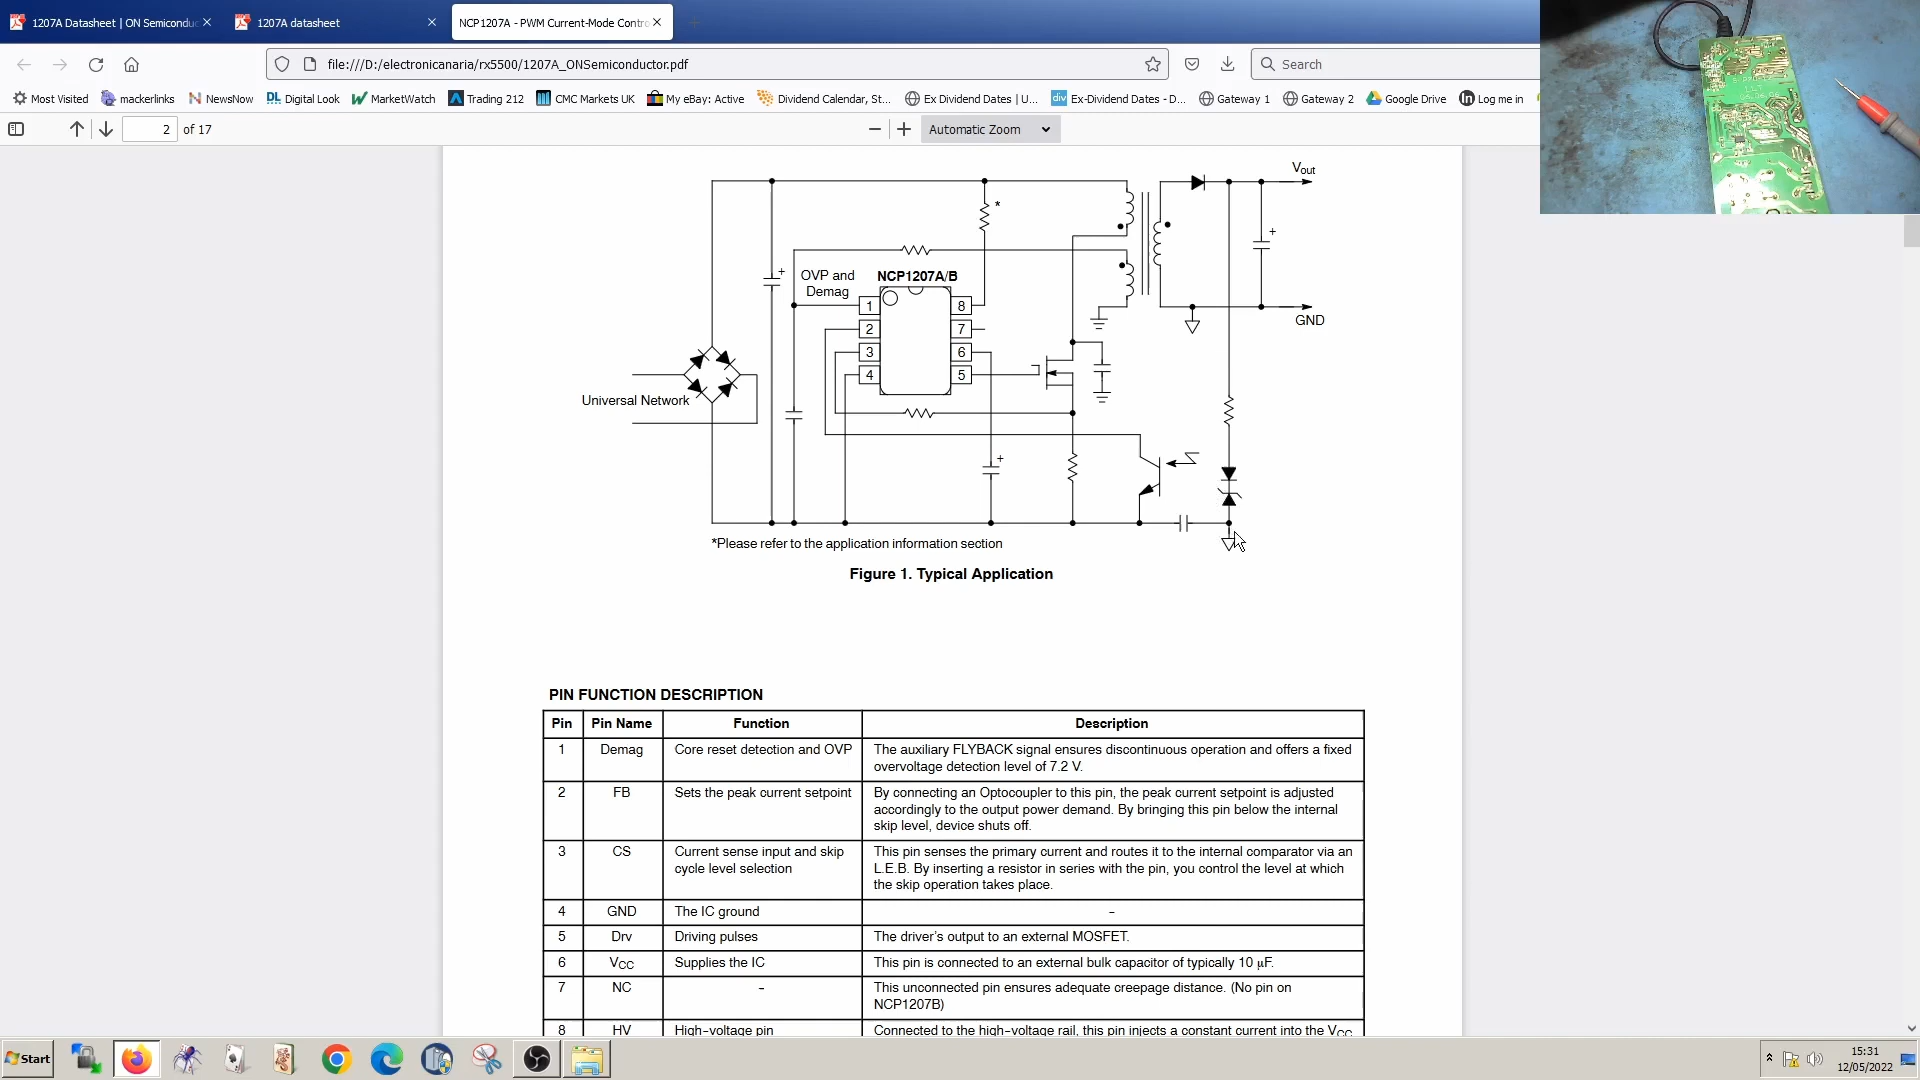 1207A Datasheet | ON Semicondu
1207A datasheet
NCP1207A - PWM Current-Mode Contro
file:///D:/electronicanaria/rx5500/1207A_ONSemiconductor.pdf
Search
Most Visited
mackerlinks
NewsNow
DL Digital Look
MarketWatch
Trading 212
CMC Markets UK
My eBay: Active
Dividend Calendar, St...
Ex Dividend Dates | U...
div Ex-Dividend Dates - D...
Gateway 1
Gateway 2
Google Drive
Log me in
2 of 17
Automatic Zoom
Vout
*
+
+
OVP and
Demag
NCP1207A/B
1 8
2 7
3 6
4 5
GND
Universal Network
+
*Please refer to the application information section
Figure 1. Typical Application
PIN FUNCTION DESCRIPTION
Pin Pin Name Function Description
1 Demag Core reset detection and OVP The auxiliary FLYBACK signal ensures discontinuous operation and offers a fixed
overvoltage detection level of 7.2 V.
2 FB Sets the peak current setpoint By connecting an Optocoupler to this pin, the peak current setpoint is adjusted
accordingly to the output power demand. By bringing this pin below the internal
skip level, device shuts off.
3 CS Current sense input and skip This pin senses the primary current and routes it to the internal comparator via an
cycle level selection L.E.B. By inserting a resistor in series with the pin, you control the level at which
the skip operation takes place.
4 GND The IC ground –
5 Drv Driving pulses The driver's output to an external MOSFET.
6 VCC Supplies the IC This pin is connected to an external bulk capacitor of typically 10 μF.
7 NC – This unconnected pin ensures adequate creepage distance. (No pin on
NCP1207B)
8 HV High-voltage pin Connected to the high-voltage rail, this pin injects a constant current into the VCC
Start
15:31
12/05/2022